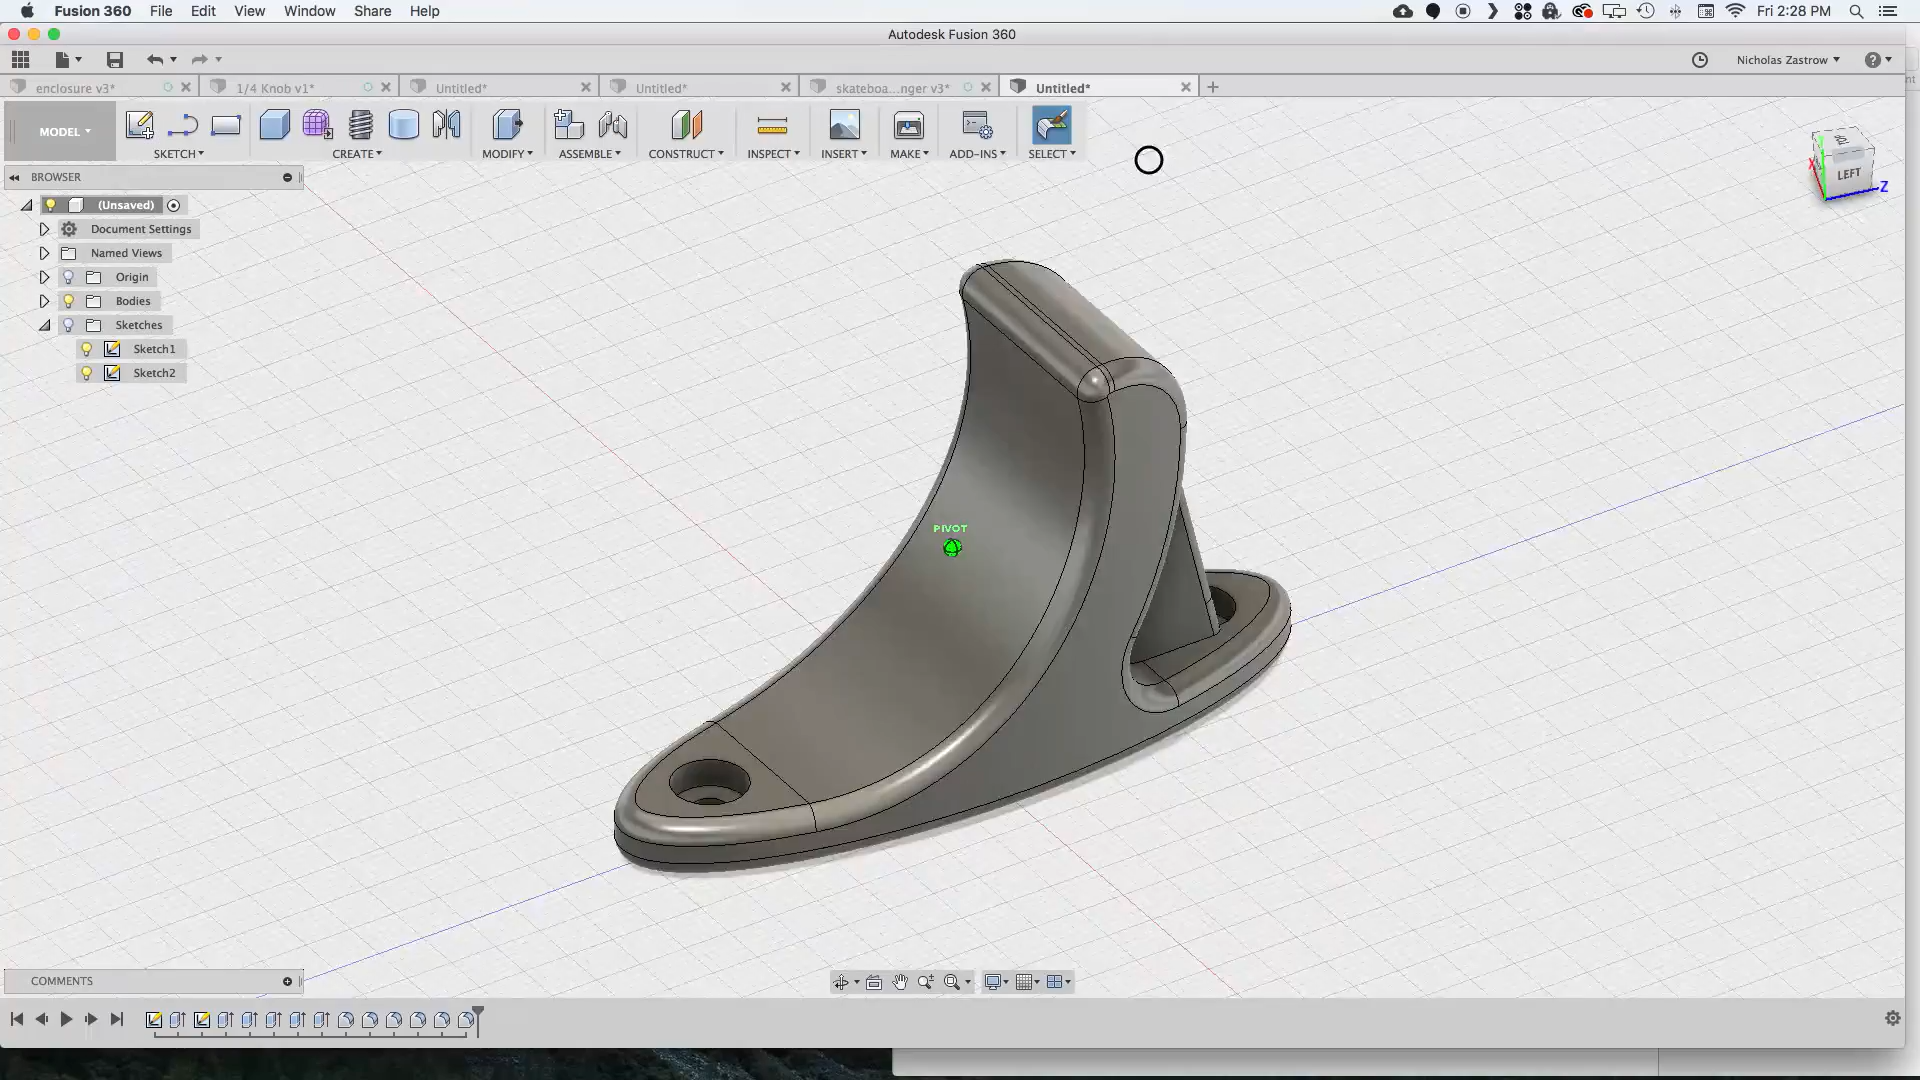 Fusion 360 File Edit View Window Share Help Fri 2:28 PM
Autodesk Fusion 360
Nicholas Zastrow
enclosure v3* 1/4 Knob v1* Untitled* Untitled* skateboa...nger v3* Untitled*
MODEL
SKETCH CREATE MODIFY ASSEMBLE CONSTRUCT INSPECT INSERT MAKE ADD-INS SELECT
BROWSER
(Unsaved)
Document Settings
Named Views
Origin
Bodies
Sketches
Sketch1
Sketch2
X
LEFT
Z
PIVOT
COMMENTS